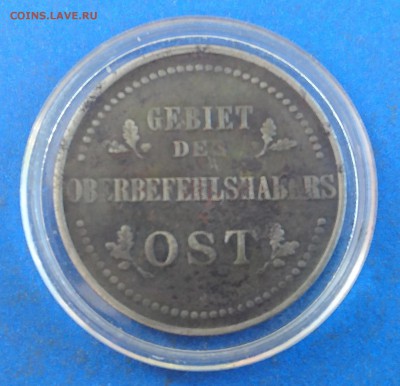 COINS.LAVE.RU
GEBIET
DES
OBERBEFEHLSHABERS
OST